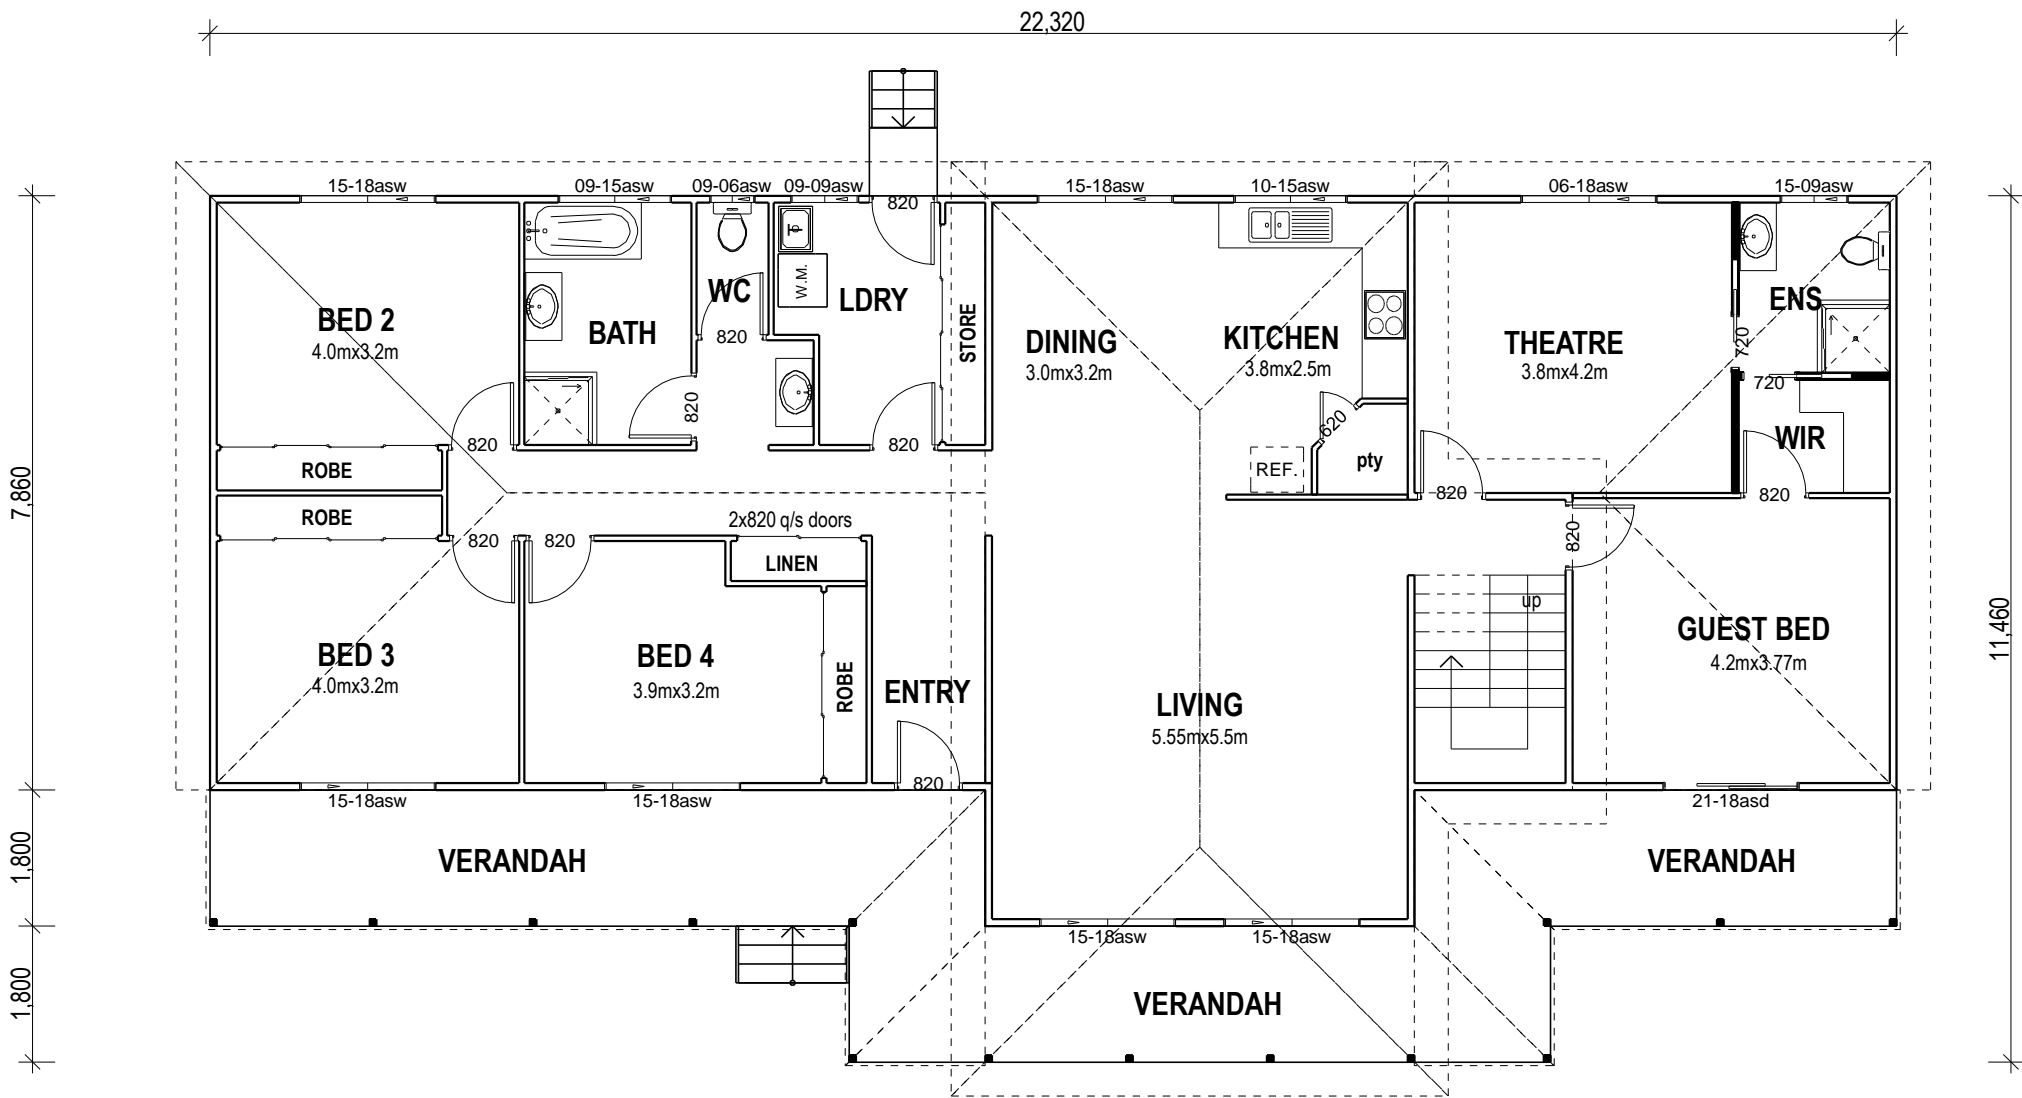 22,320
15-18asw
09-15asw
09-06asw
09-09asw
820
15-18asw
10-15asw
06-18asw
15-09asw
W.M.
WC
LDRY
820
BED 2
4.0mx3.2m
BATH
STORE
DINING
3.0mx3.2m
KITCHEN
3.8mx2.5m
THEATRE
3.8mx4.2m
ENS
720
720
820
820
820
620
REF.
pty
WIR
820
820
ROBE
ROBE
7,860
820
820
2x820 q/s doors
LINEN
820
up
11,460
BED 3
4.0mx3.2m
BED 4
3.9mx3.2m
ROBE
ENTRY
820
LIVING
5.55mx5.5m
GUEST BED
4.2mx3.77m
15-18asw
15-18asw
21-18asd
1,800
VERANDAH
VERANDAH
15-18asw
15-18asw
1,800
VERANDAH